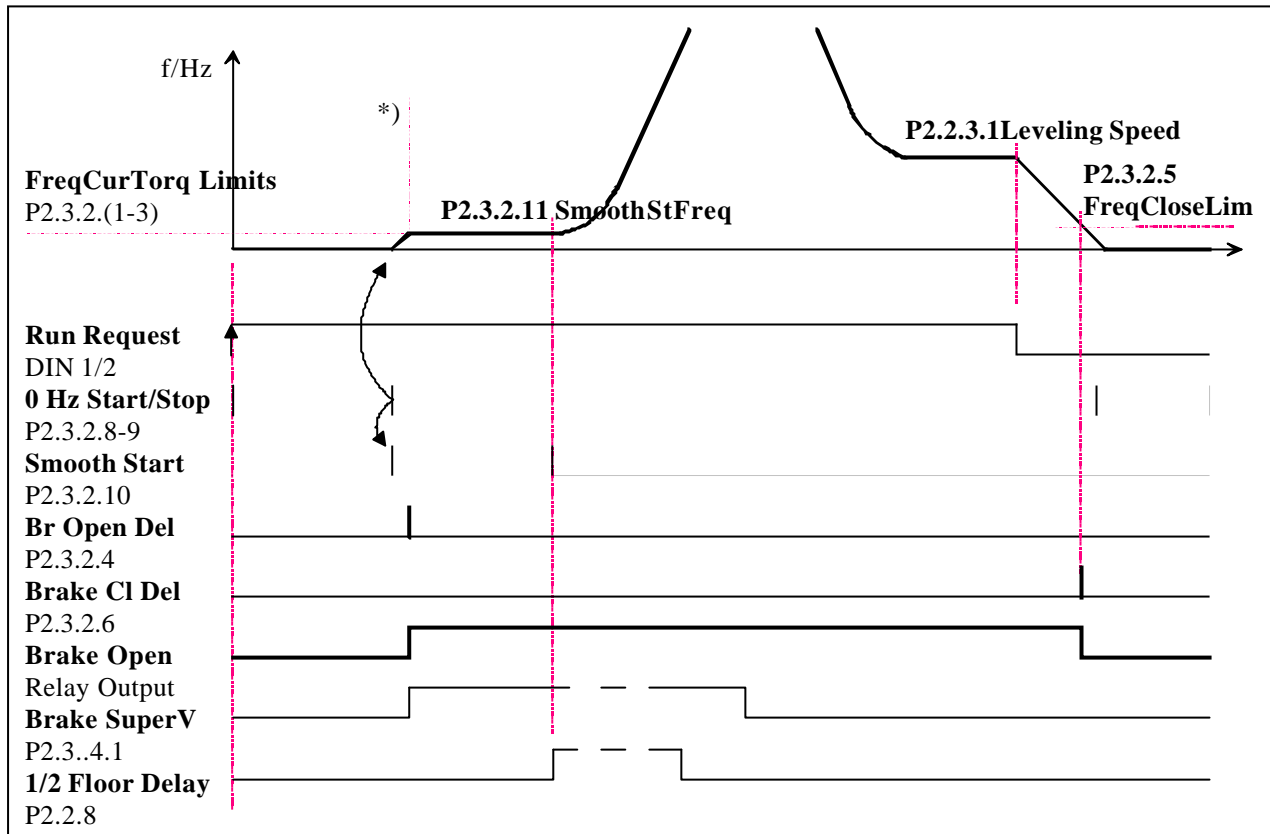 f/Hz
*)
P2.2.3.1Leveling Speed
P2.3.2.5
FreqCloseLim
FreqCurTorq Limits
P2.3.2.(1-3)
P2.3.2.11 SmoothStFreq
Run Request
DIN 1/2
0 Hz Start/Stop
P2.3.2.8-9
Smooth Start
P2.3.2.10
Br Open Del
P2.3.2.4
Brake Cl Del
P2.3.2.6
Brake Open
Relay Output
Brake SuperV
P2.3..4.1
1/2 Floor Delay
P2.2.8